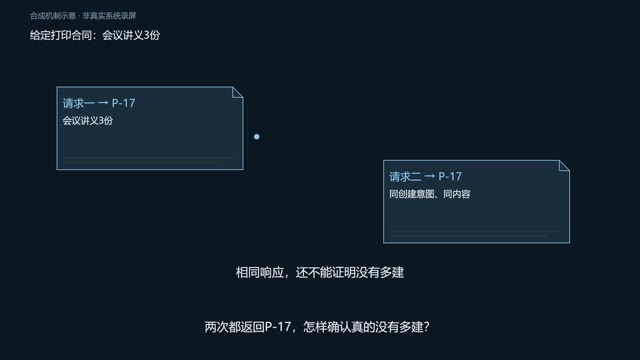 合成机制示意 · 非真实系统录屏
给定打印合同：会议讲义3份
请求一 → P-17
会议讲义3份
请求二 → P-17
同创建意图、同内容
相同响应，还不能证明没有多建
两次都返回P-17，怎样确认真的没有多建？